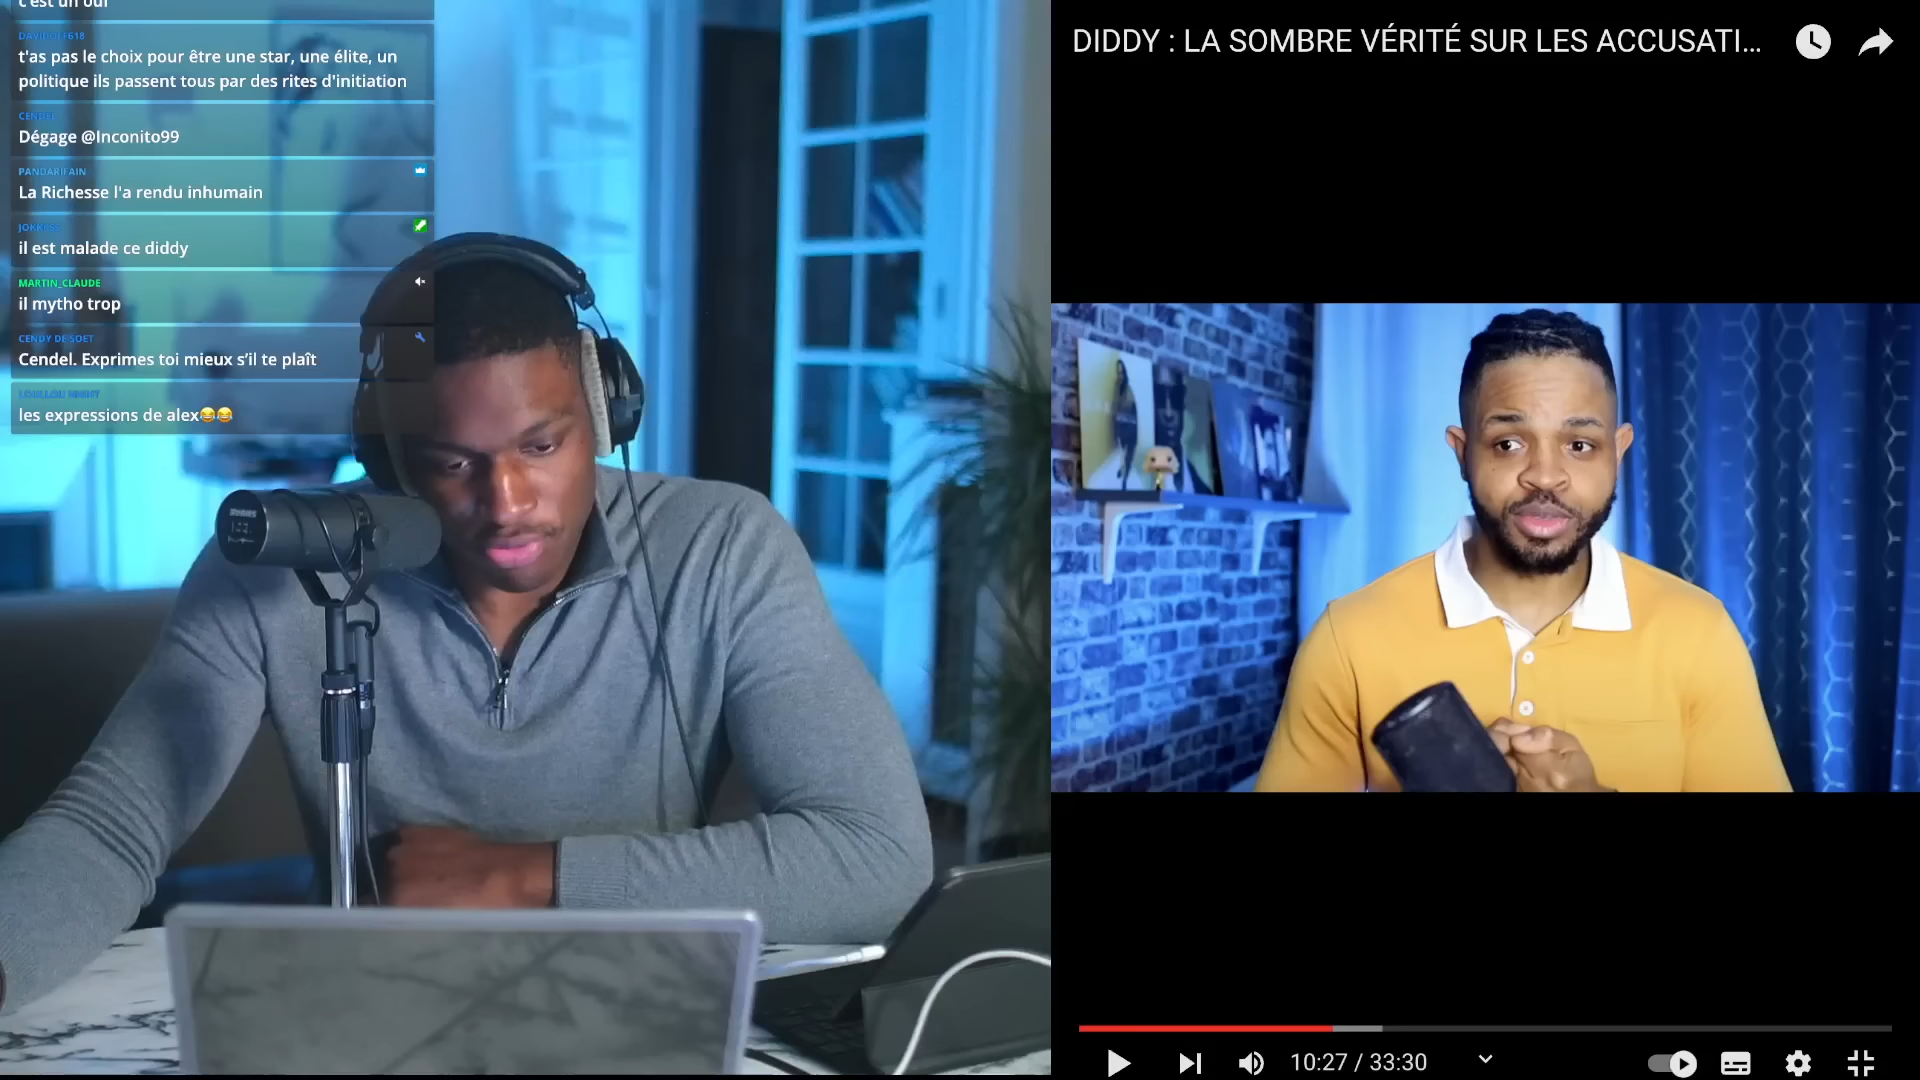 c'est un ouf
t'as pas le choix pour être une star, une élite, un
politique ils passent tous par des rites d'initiation
Dégage @Inconito99
PANDARIFAIN
La Richesse l'a rendu inhumain
il est malade ce diddy
MARTIN_CLAUDE
il mytho trop
CENDY DE SOET
Cendel. Exprimes toi mieux s’il te plaît
les expressions de alex😂😂
DIDDY : LA SOMBRE VÉRITÉ SUR LES ACCUSATI...
10:27 / 33:30